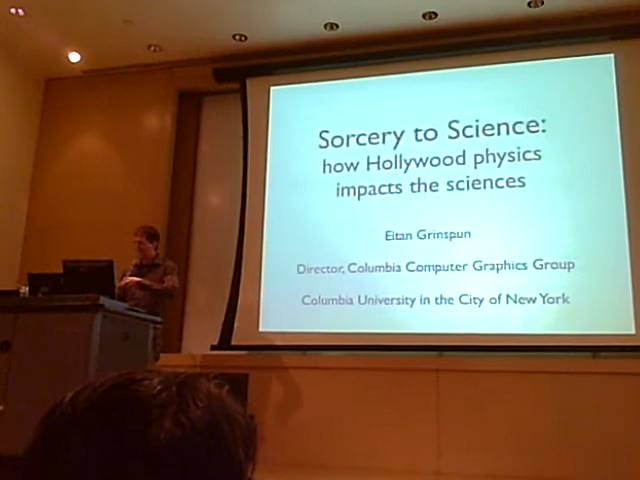 Sorcery to Science:
how Hollywood physics
impacts the sciences
Eitan Grinspun
Director, Columbia Computer Graphics Group
Columbia University in the City of New York